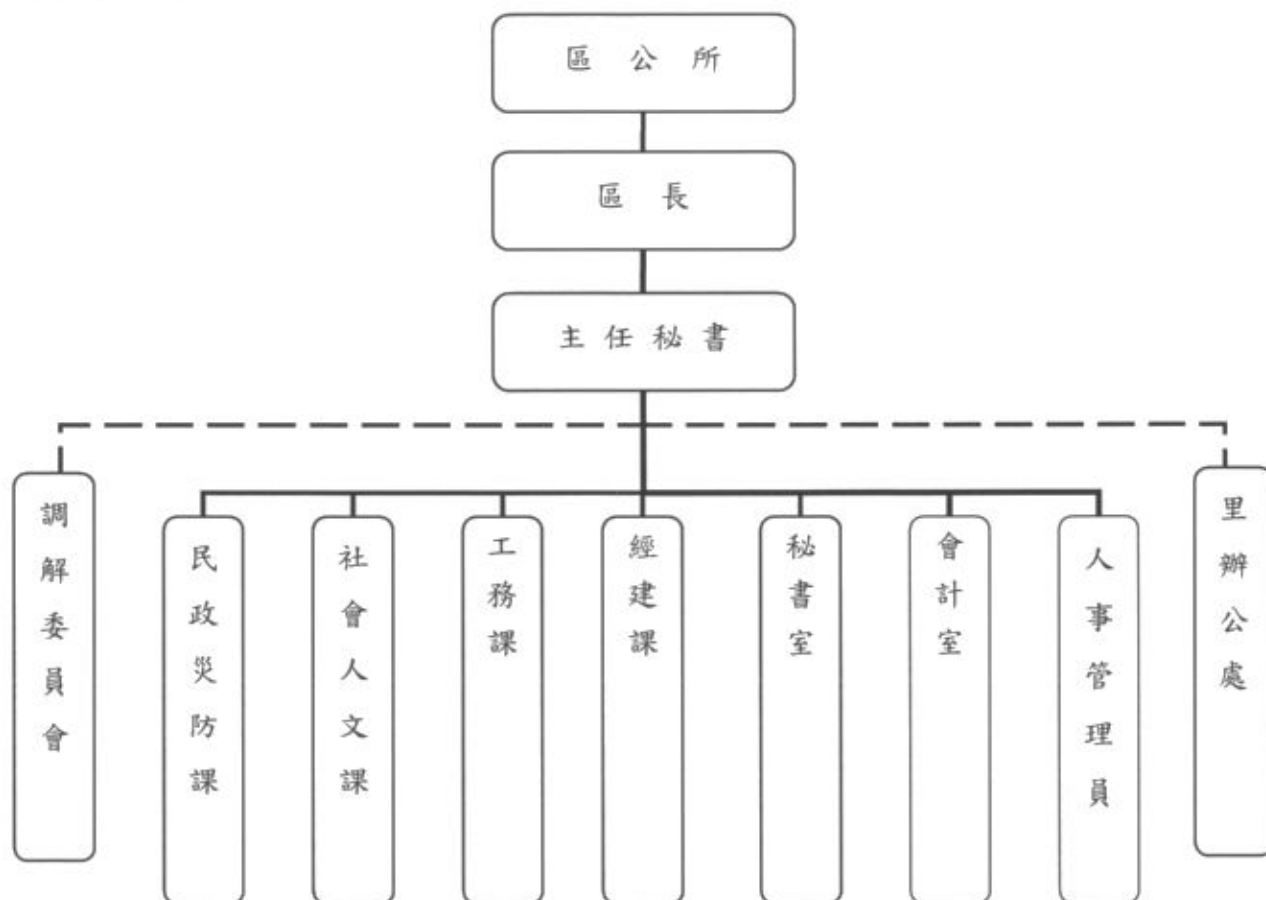 區公所
區長
主任秘書
調解委員會
民政災防課
社會人文課
工務課
經建課
秘書室
會計室
人事管理員
里辦公處